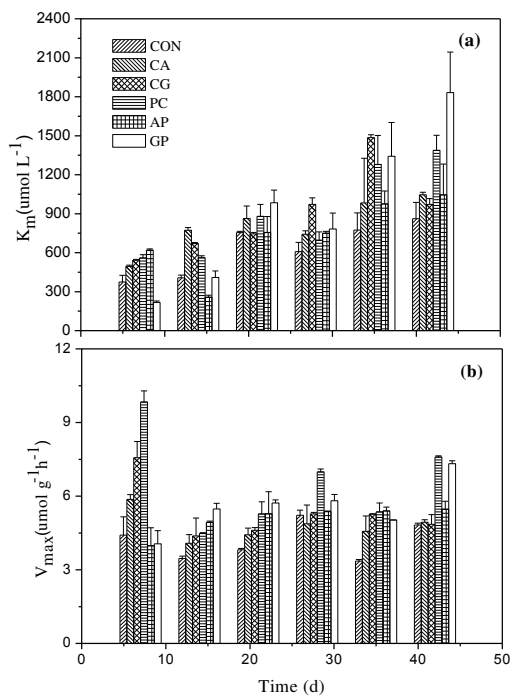 (a)
CON
CA
CG
PC
AP
GP
2400
2100
1800
1500
1200
900
600
300
0
K_m(umol L^-1)
(b)
12
9
6
3
0
V_max(umol g^-1h^-1)
0 10 20 30 40 50
Time (d)